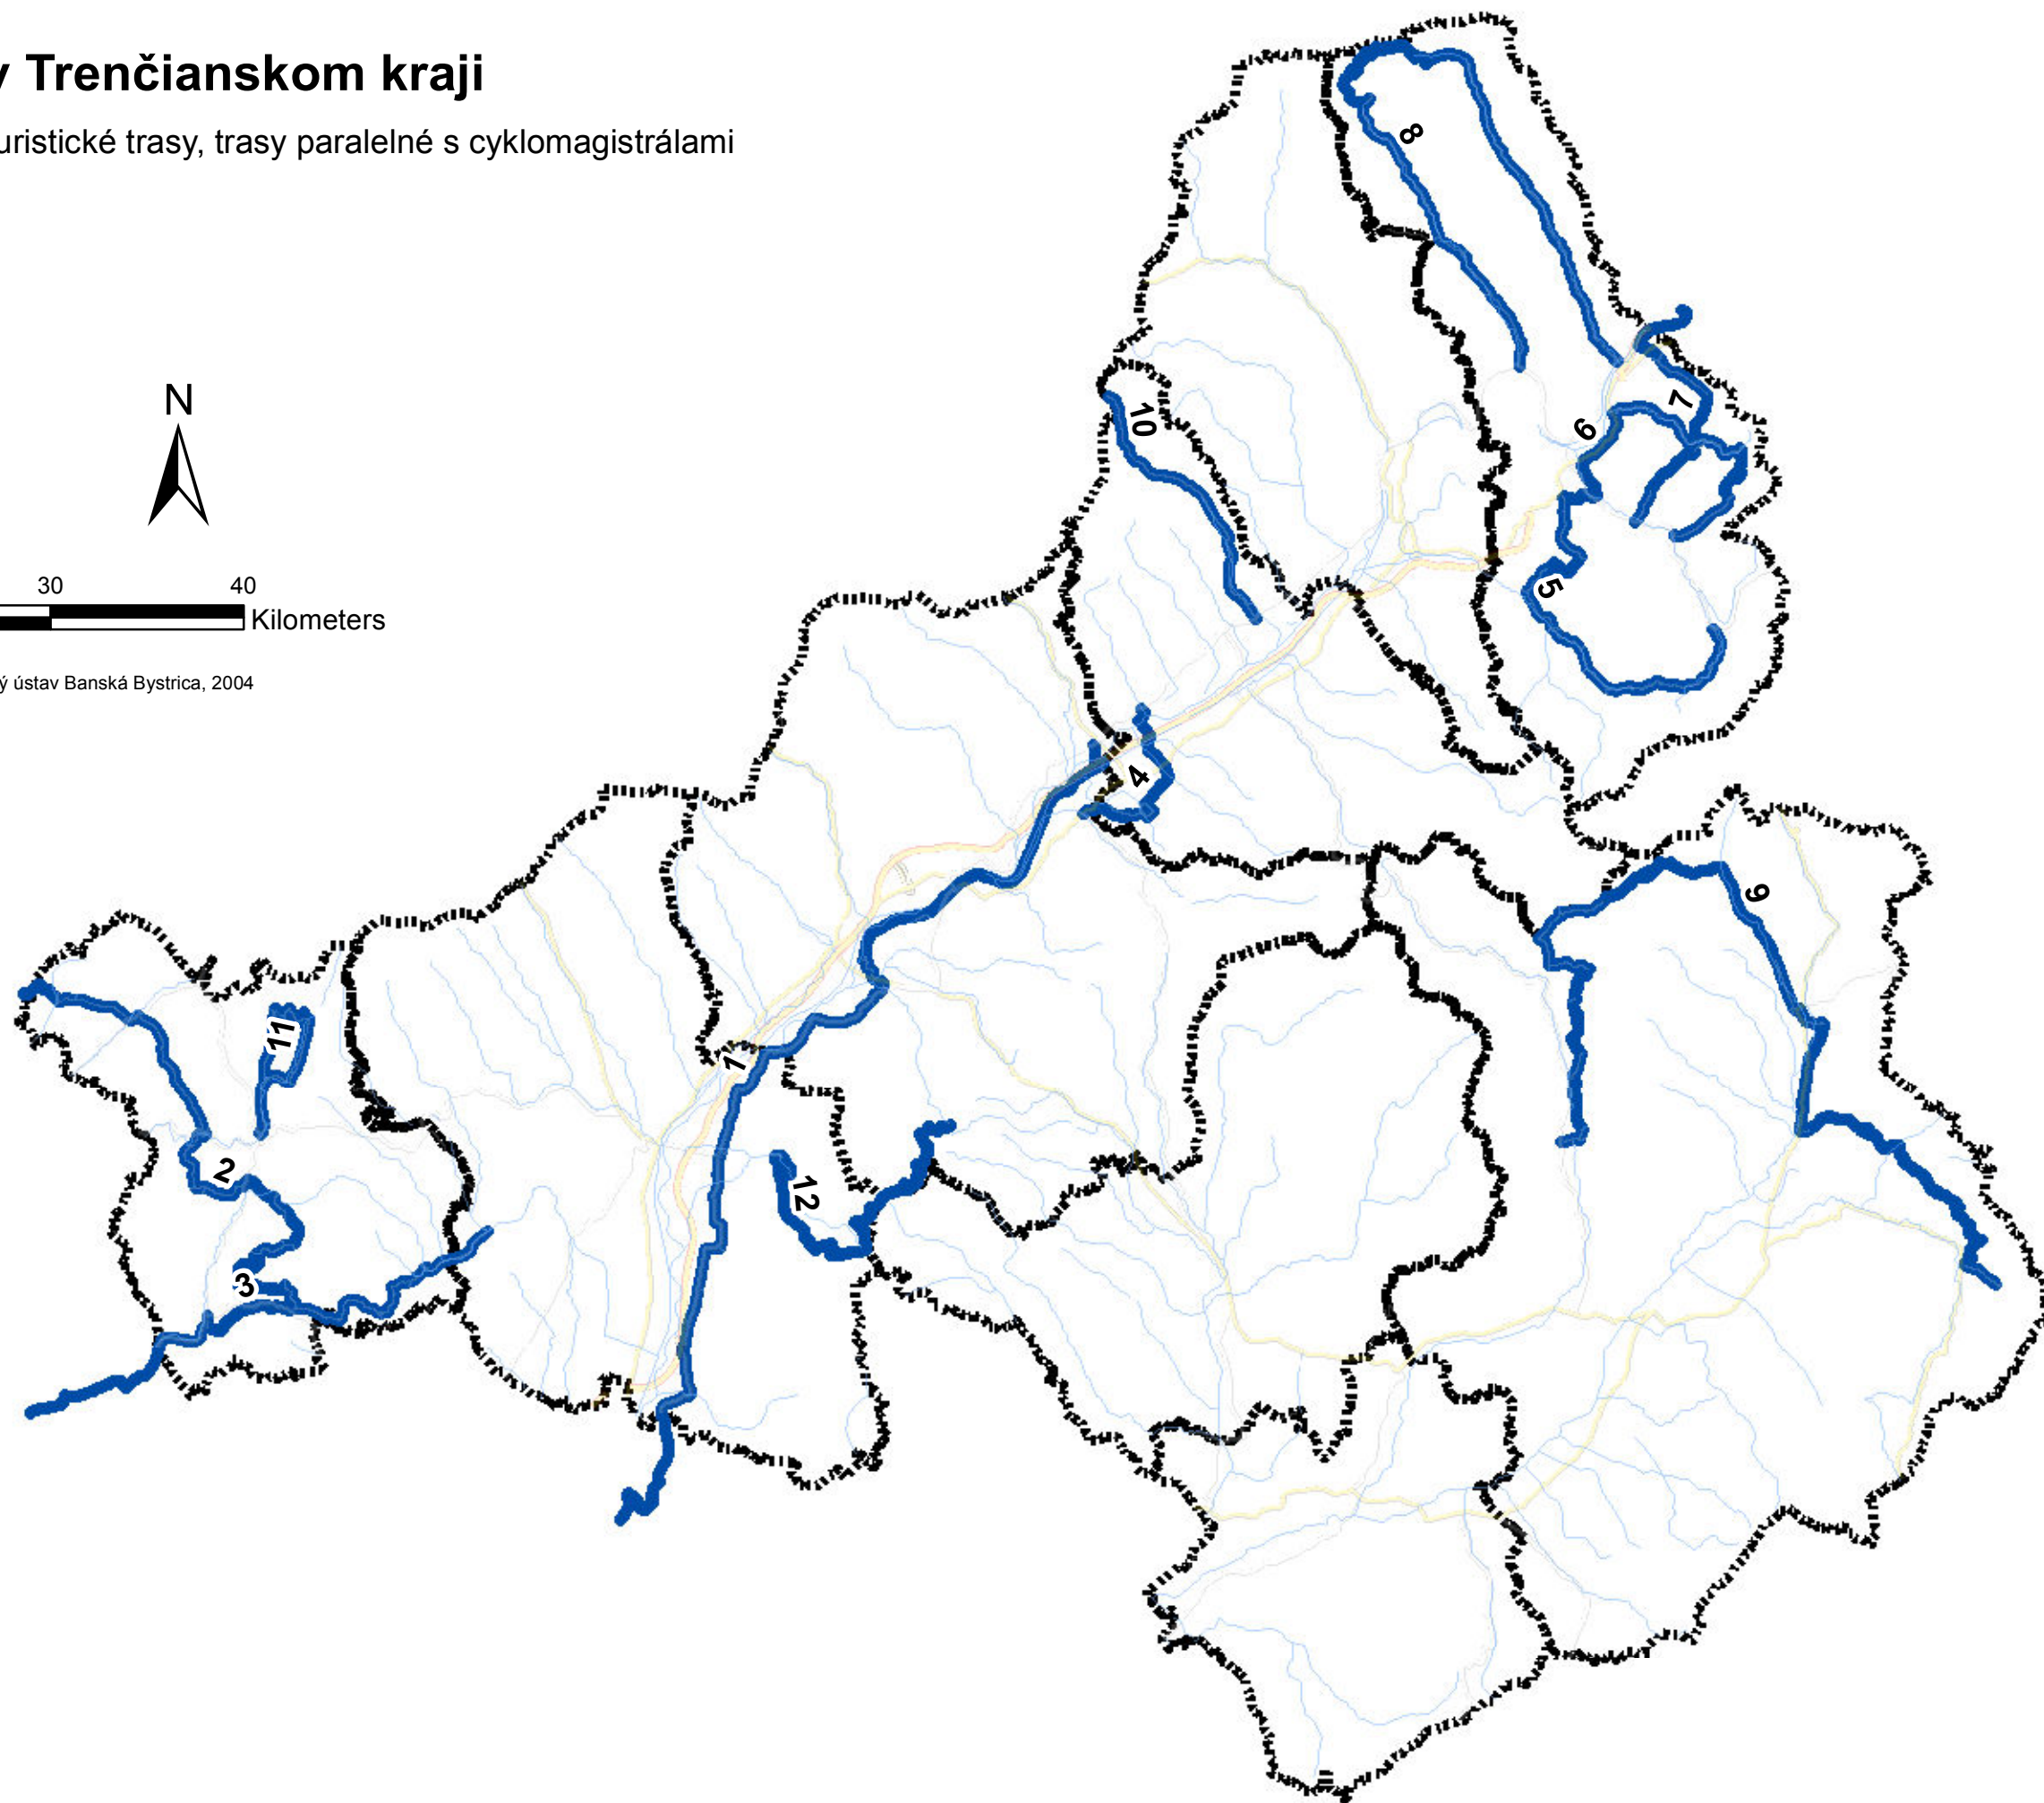 v Trenčianskom kraji
uristické trasy, trasy paralelné s cyklomagistrálami
N
30 40
Kilometers
ý ústav Banská Bystrica, 2004
8
10
7
6
5
4
9
11
1
2
12
3